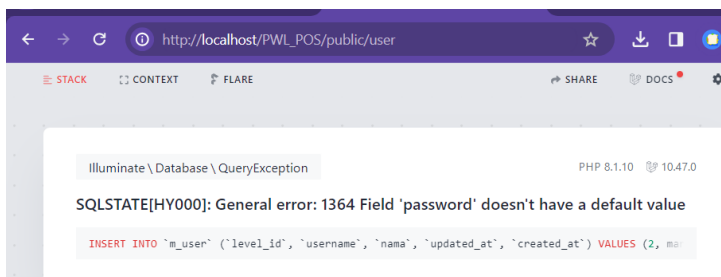 http://localhost/PWL_POS/public/user
STACK CONTEXT FLARE SHARE DOCS
Illuminate\Database\QueryException PHP 8.1.10 10.47.0
SQLSTATE[HY000]: General error: 1364 Field 'password' doesn't have a default value
INSERT INTO `m_user` (`level_id`, `username`, `nama`, `updated_at`, `created_at`) VALUES (2,